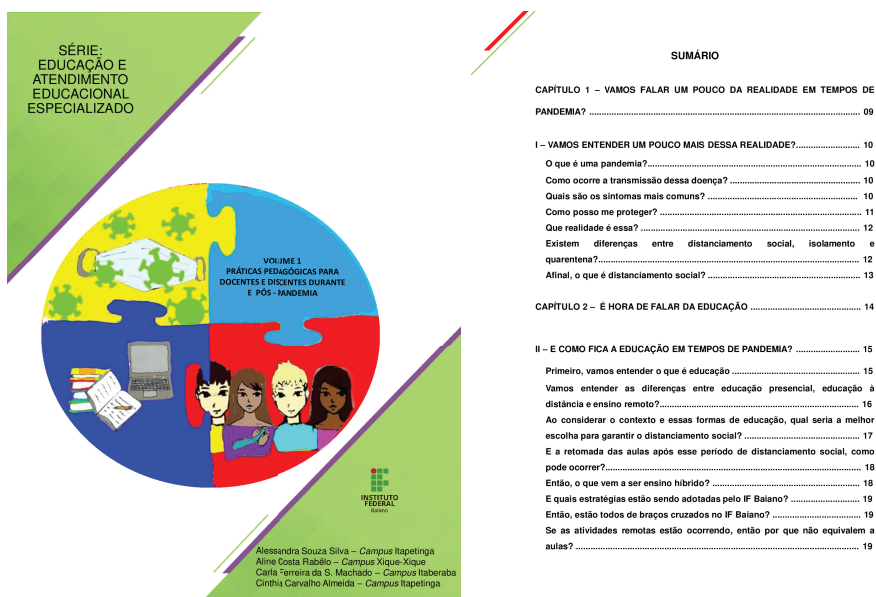 SÉRIE:
EDUCAÇÃO E
ATENDIMENTO
EDUCACIONAL
ESPECIALIZADO
VOLUME 1
PRÁTICAS PEDAGÓGICAS PARA
DOCENTES E DISCENTES DURANTE
E PÓS - PANDEMIA
INSTITUTO
FEDERAL
Baiano
Alessandra Souza Silva – Campus Itapetinga
Aline Costa Rabêlo – Campus Xique-Xique
Carla Ferreira da S. Machado – Campus Itaberaba
Cinthia Carvalho Almeida – Campus Itapetinga
SUMÁRIO
CAPÍTULO 1 – VAMOS FALAR UM POUCO DA REALIDADE EM TEMPOS DE
PANDEMIA? ........................................................ 09
I – VAMOS ENTENDER UM POUCO MAIS DESSA REALIDADE?.......................... 10
O que é uma pandemia?.......................................................... 10
Como ocorre a transmissão dessa doença? ........................................ 10
Quais são os sintomas mais comuns? ............................................. 10
Como posso me proteger? ........................................................ 11
Que realidade é essa? .......................................................... 12
Existem diferenças entre distanciamento social, isolamento e
quarentena?..................................................................... 12
Afinal, o que é distanciamento social? ......................................... 13
CAPÍTULO 2 – É HORA DE FALAR DA EDUCAÇÃO ..................................... 14
II – E COMO FICA A EDUCAÇÃO EM TEMPOS DE PANDEMIA? ................... 15
Primeiro, vamos entender o que é educação ...................................... 15
Vamos entender as diferenças entre educação presencial, educação à
distância e ensino remoto?...................................................... 16
Ao considerar o contexto e essas formas de educação, qual seria a melhor
escolha para garantir o distanciamento social? ................................. 17
E a retomada das aulas após esse período de distanciamento social, como
pode ocorrer?................................................................... 18
Então, o que vem a ser ensino híbrido? ......................................... 18
E quais estratégias estão sendo adotadas pelo IF Baiano? ....................... 19
Então, estão todos de braços cruzados no IF Baiano? ............................ 19
Se as atividades remotas estão ocorrendo, então por que não equivalem a
aulas? ......................................................................... 19